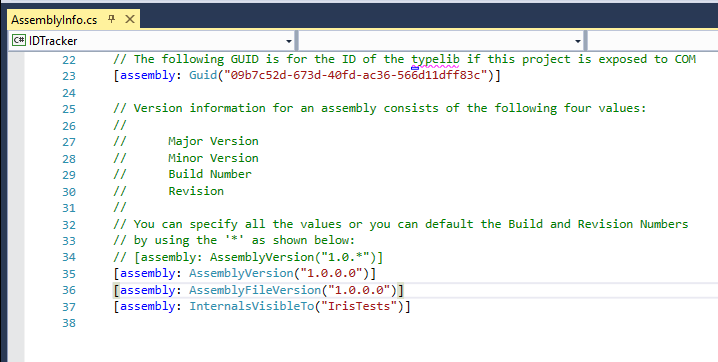 AssemblyInfo.cs
C# IDTracker
22 // The following GUID is for the ID of the typelib if this project is exposed to COM
23 [assembly: Guid("09b7c52d-673d-40fd-ac36-566d11dff83c")]
24
25 // Version information for an assembly consists of the following four values:
26 //
27 //      Major Version
28 //      Minor Version
29 //      Build Number
30 //      Revision
31 //
32 // You can specify all the values or you can default the Build and Revision Numbers
33 // by using the '*' as shown below:
34 // [assembly: AssemblyVersion("1.0.*")]
35 [assembly: AssemblyVersion("1.0.0.0")]
36 [assembly: AssemblyFileVersion("1.0.0.0")]
37 [assembly: InternalsVisibleTo("IrisTests")]
38